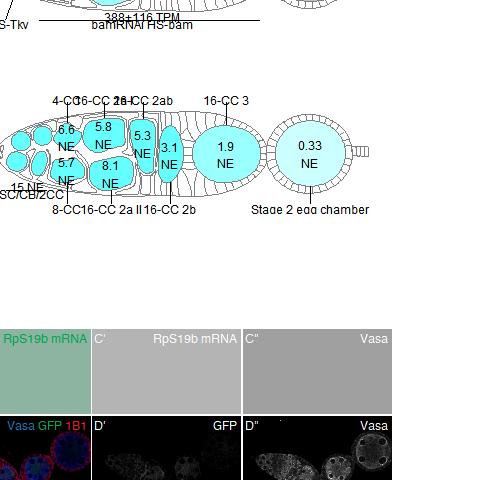 388±116 TPM
S-Tkv
bamRNAi HS-bam
4-CC
16-CC 2a I
16-CC 2ab
16-CC 3
6.6
NE
5.8
NE
5.3
NE
3.1
NE
1.9
NE
0.33
NE
5.7
NE
8.1
NE
15 NE
SC/CB/2CC
8-CC
16-CC 2a II
16-CC 2b
Stage 2 egg chamber
RpS19b mRNA
C' RpS19b mRNA
C" Vasa
Vasa GFP 1B1
D' GFP
D" Vasa